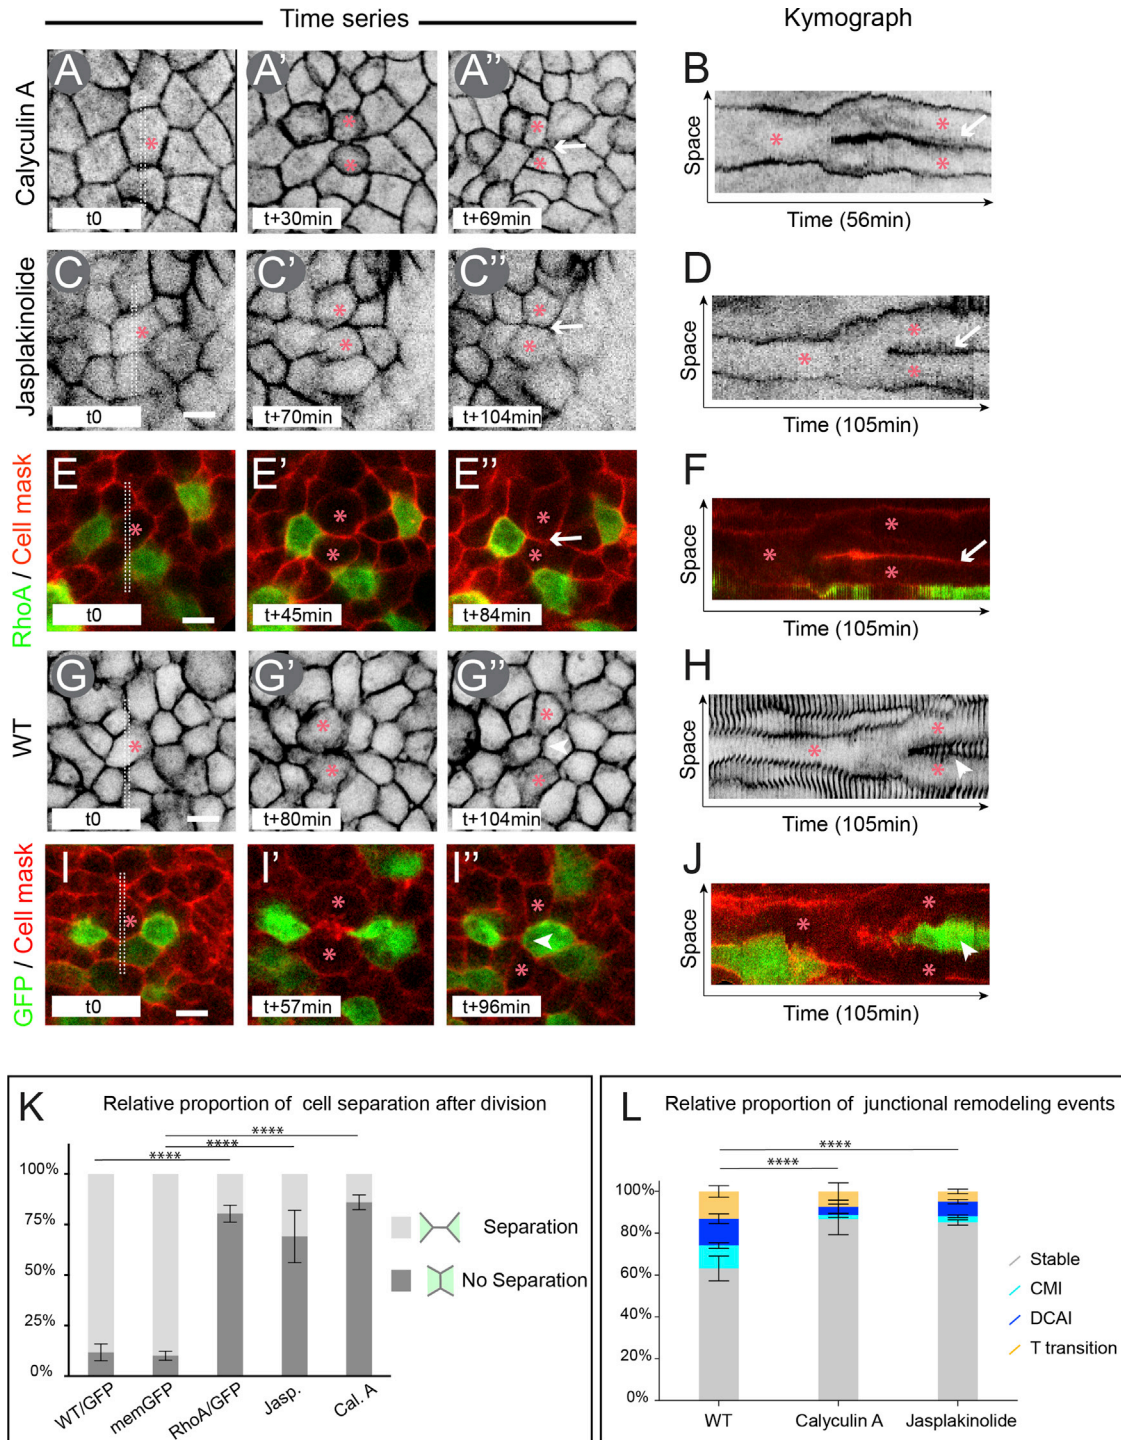 Time series
Kymograph
Calyculin A
A
A’
A’’
B
t0
t+30min
t+69min
Space
Time (56min)
Jasplakinolide
C
C’
C’’
D
t0
t+70min
t+104min
Space
Time (105min)
RhoA / Cell mask
E
E’
E’’
F
t0
t+45min
t+84min
Space
Time (105min)
WT
G
G’
G’’
H
t0
t+80min
t+104min
Space
Time (105min)
GFP / Cell mask
I
I’
I’’
J
t0
t+57min
t+96min
Space
Time (105min)
K
Relative proportion of cell separation after division
****
****
****
100%
75%
50%
25%
0%
WT/GFP
memGFP
RhoA/GFP
Jasp.
Cal. A
Separation
No Separation
L
Relative proportion of junctional remodeling events
****
****
100%
80%
60%
40%
20%
0%
WT
Calyculin A
Jasplakinolide
Stable
CMI
DCAI
T transition